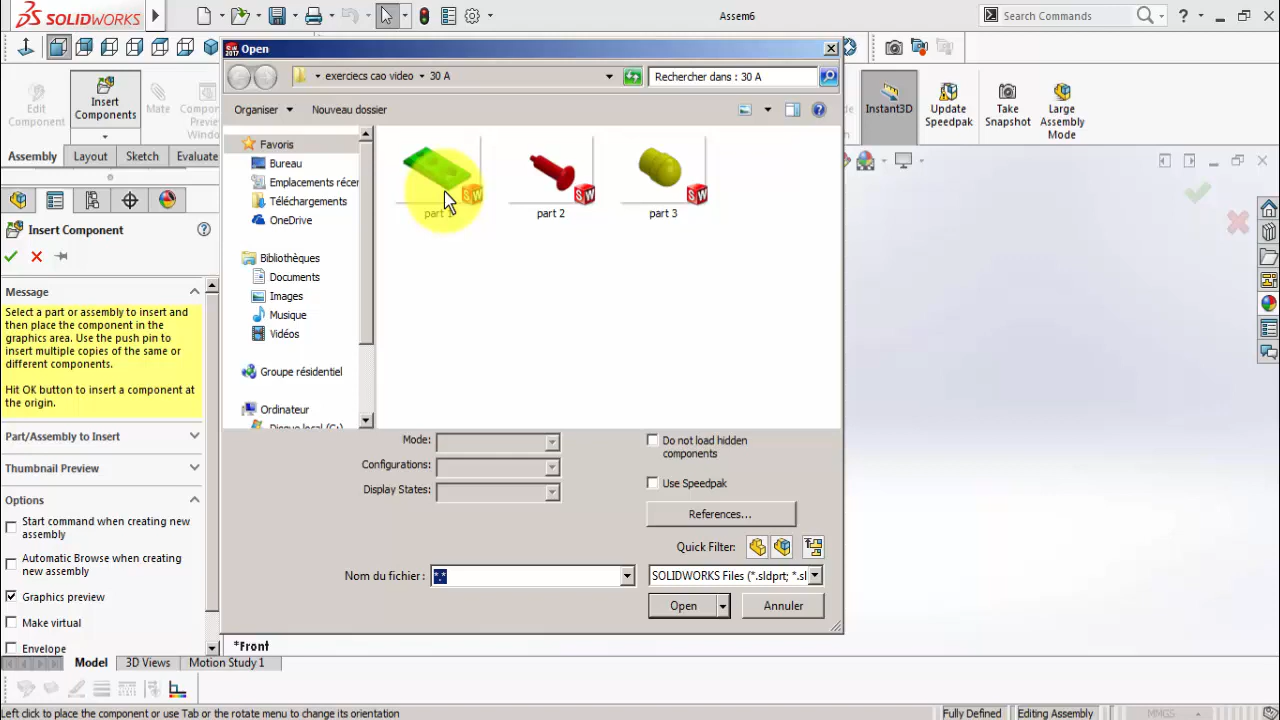 SOLIDWORKS
Assem6
Search Commands
Edit
Component
Insert
Components
Mate
Instant3D
Update
Speedpak
Take
Snapshot
Large
Assembly
Mode
Assembly
Layout
Sketch
Evaluate
Open
exerciecs cao video
30 A
Rechercher dans : 30 A
Organiser
Nouveau dossier
Favoris
Bureau
Téléchargements
OneDrive
Bibliothèques
Documents
Images
Musique
Vidéos
Groupe résidentiel
Ordinateur
part 1
part 2
part 3
Insert Component
Message
Select a part or assembly to insert and
then place the component in the
graphics area. Use the push pin to
insert multiple copies of the same or
different components.
Hit OK button to insert a component at
the origin.
Part/Assembly to Insert
Thumbnail Preview
Options
Start command when creating new
assembly
Automatic Browse when creating
new assembly
Graphics preview
Make virtual
Envelope
Mode:
Configurations:
Display States:
Do not load hidden
components
Use Speedpak
References...
Quick Filter:
Nom du fichier :
*.*
SOLIDWORKS Files (*.sldprt; *.sl
Open
Annuler
*Front
Model
3D Views
Motion Study 1
Left click to place the component or use Tab or the rotate menu to change its orientation
Fully Defined
Editing Assembly
MMGS